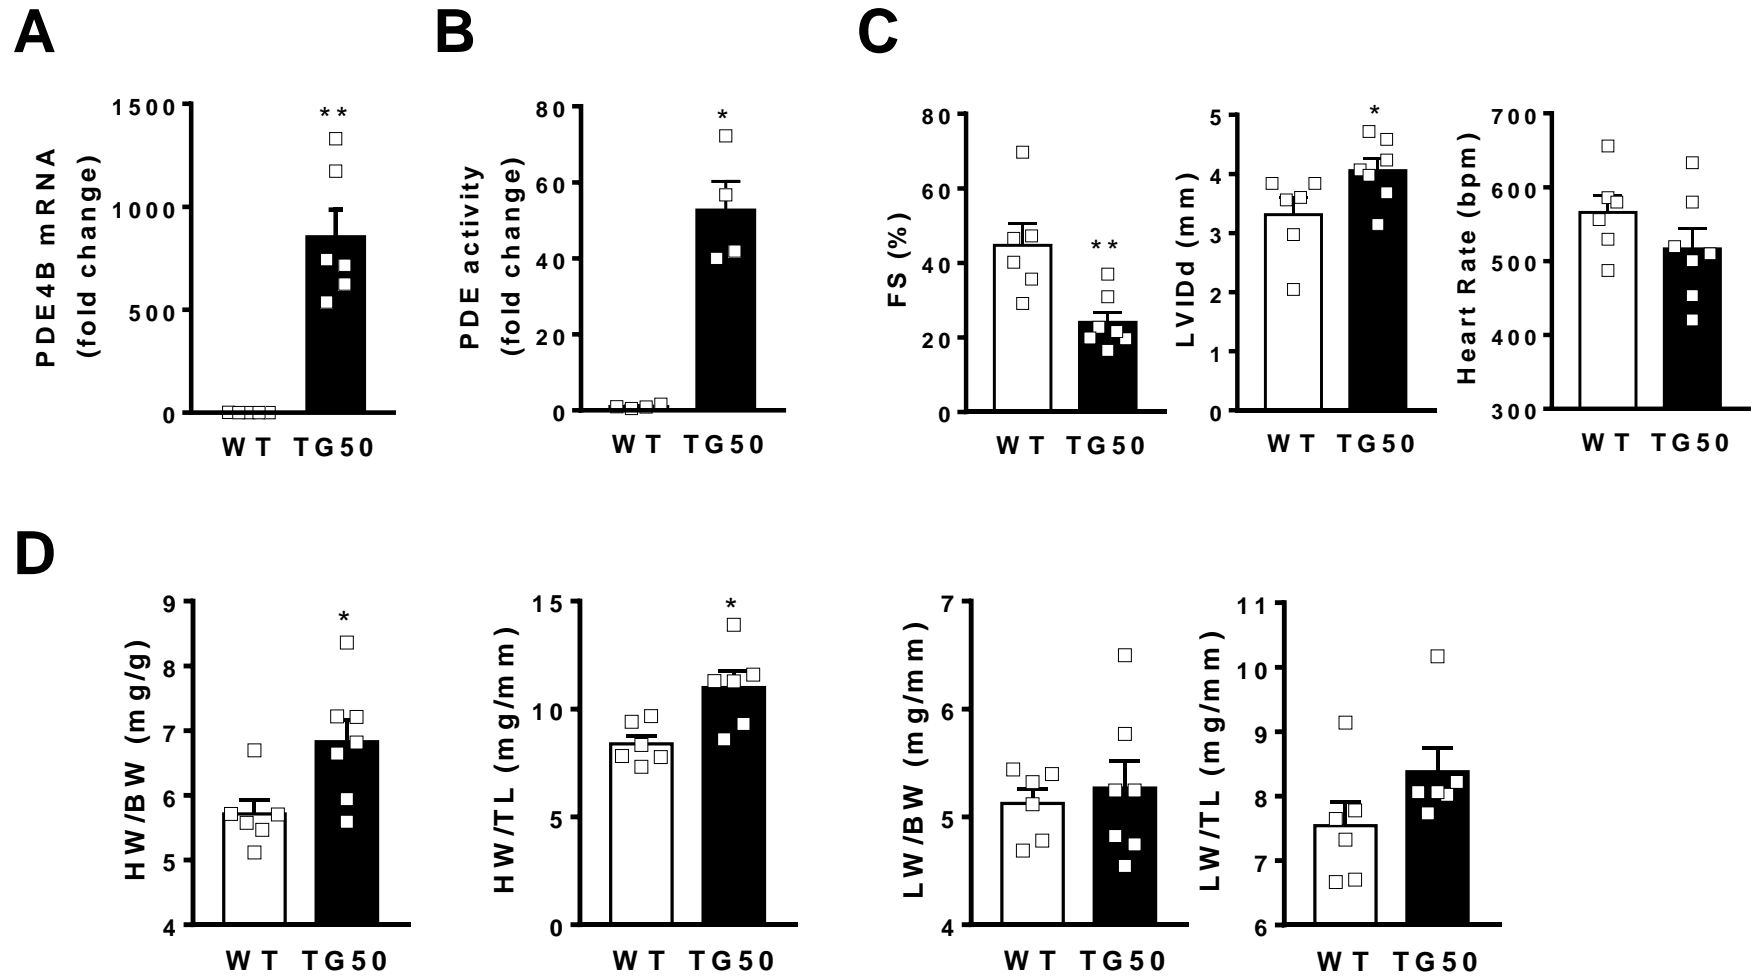 A
B
C
PDE4B mRNA
(fold change)
1500
1000
500
0
**
WT TG50
PDE activity
(fold change)
80
60
40
20
0
*
WT TG50
FS (%)
80
60
40
20
0
**
WT TG50
LVIDd (mm)
5
4
3
2
1
0
*
WT TG50
Heart Rate (bpm)
700
600
500
400
300
WT TG50
D
HW/BW (mg/g)
9
8
7
6
5
4
*
WT TG50
HW/TL (mg/mm)
15
10
5
0
*
WT TG50
LW/BW (mg/mm)
7
6
5
4
WT TG50
LW/TL (mg/mm)
11
10
9
8
7
6
WT TG50